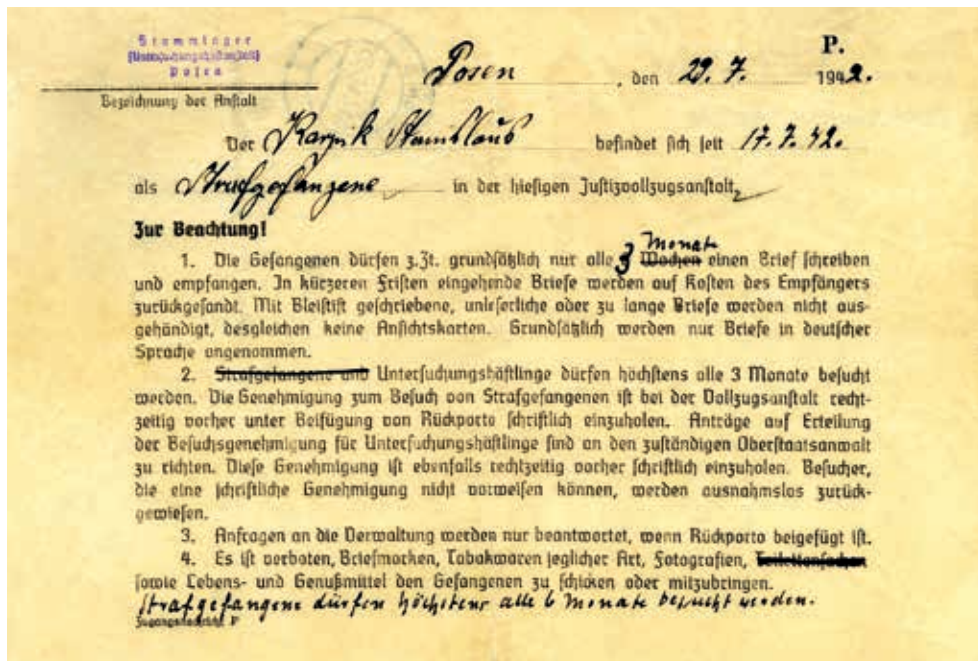 Stammlager
(Untersuchungshaftanstalt)
Posen
P.
Posen, den 29. 7. 1942.
Bezeichnung der Anstalt
Der Stanislaus befindet sich seit 17. 7. 42.
als Strafgefangene in der hiesigen Justizvollzugsanstalt
Zur Beachtung!
Monate
1. Die Gefangenen dürfen z. Zt. grundsätzlich nur alle 3 Wochen einen Brief schreiben
und empfangen. In kürzeren Fristen eingehende Briefe werden auf Kosten des Empfängers
zurückgesandt. Mit Bleistift geschriebene, unleserliche oder zu lange Briefe werden nicht aus-
gehändigt, desgleichen keine Ansichtskarten. Grundsätzlich werden nur Briefe in deutscher
Sprache angenommen.
2. Strafgefangene und Untersuchungshäftlinge dürfen höchstens alle 3 Monate besucht
werden. Die Genehmigung zum Besuch von Strafgefangenen ist bei der Vollzugsanstalt recht-
zeitig vorher unter Beifügung von Rückporto schriftlich einzuholen. Anträge auf Erteilung
der Besuchsgenehmigung für Untersuchungshäftlinge sind an den zuständigen Oberstaatsanwalt
zu richten. Diese Genehmigung ist ebenfalls rechtzeitig vorher schriftlich einzuholen. Besucher,
die eine schriftliche Genehmigung nicht vorweisen können, werden ausnahmslos zurück-
gewiesen.
3. Anfragen an die Verwaltung werden nur beantwortet, wenn Rückporto beigefügt ist.
4. Es ist verboten, Briefmarken, Tabakwaren jeglicher Art, Fotografien, Toilettensachen
sowie Lebens- und Genußmittel den Gefangenen zu schicken oder mitzubringen.
Strafgefangene dürfen höchstens alle 6 Monate besucht werden.